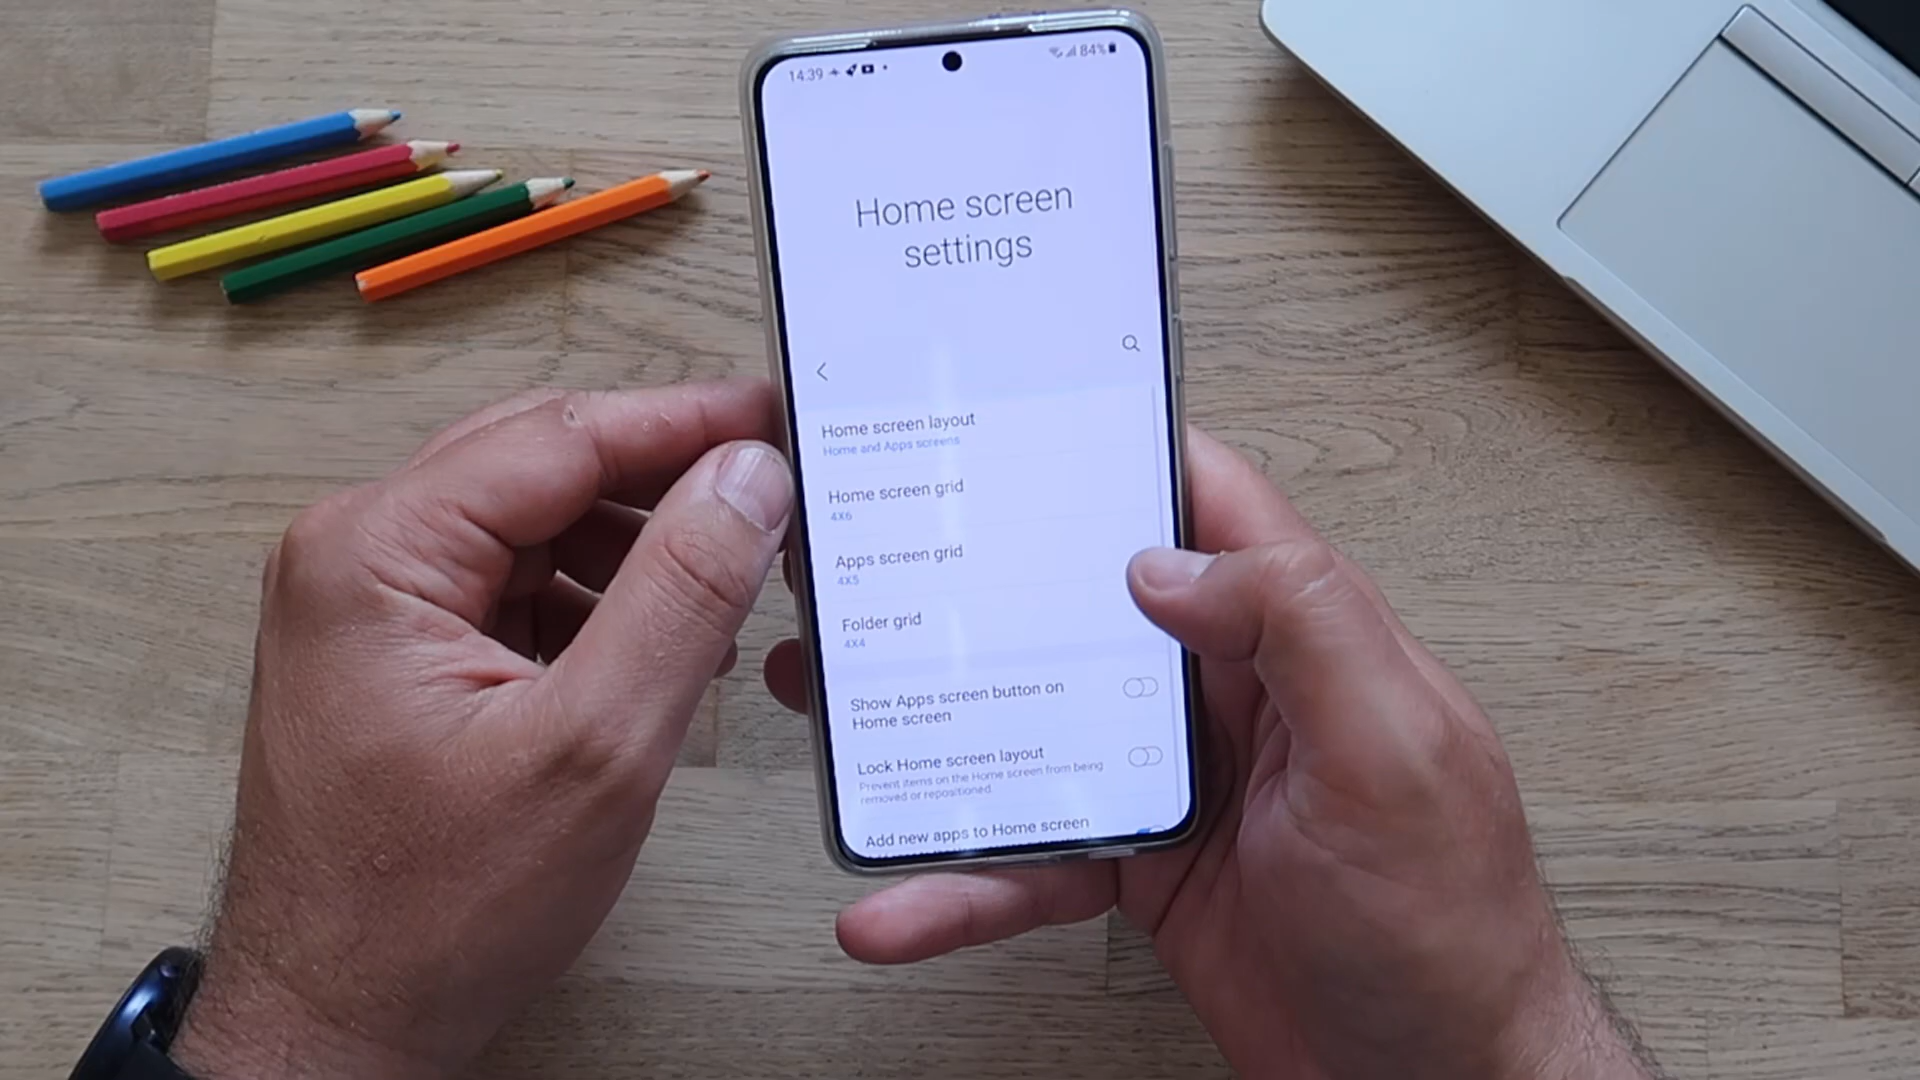 14:39 84%
Home screen
settings
Home screen layout
Home and Apps screens
Home screen grid
4X6
Apps screen grid
4X5
Folder grid
4X4
Show Apps screen button on
Home screen
Lock Home screen layout
Prevent items on the Home screen from being
removed or repositioned.
Add new apps to Home screen